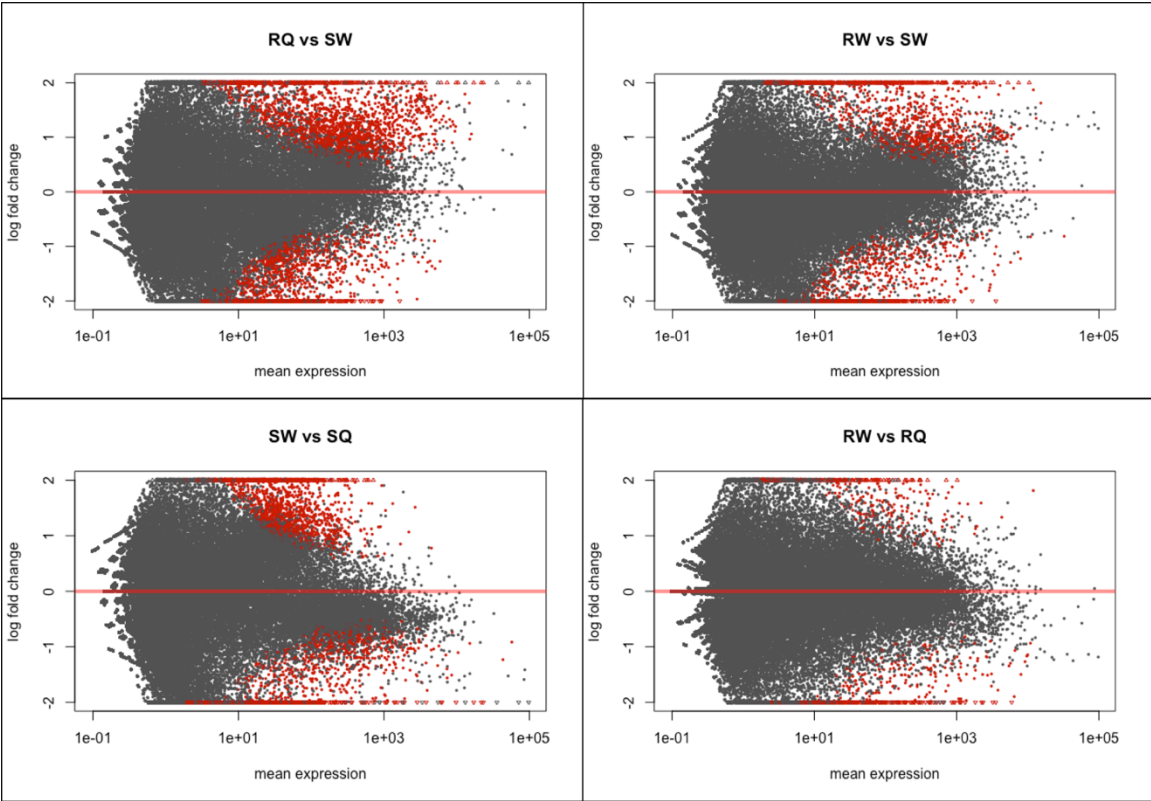 RQ vs SW
log fold change
2
1
0
-1
-2
1e-01 1e+01 1e+03 1e+05
mean expression
RW vs SW
log fold change
2
1
0
-1
-2
1e-01 1e+01 1e+03 1e+05
mean expression
SW vs SQ
log fold change
2
1
0
-1
-2
1e-01 1e+01 1e+03 1e+05
mean expression
RW vs RQ
log fold change
2
1
0
-1
-2
1e-01 1e+01 1e+03 1e+05
mean expression